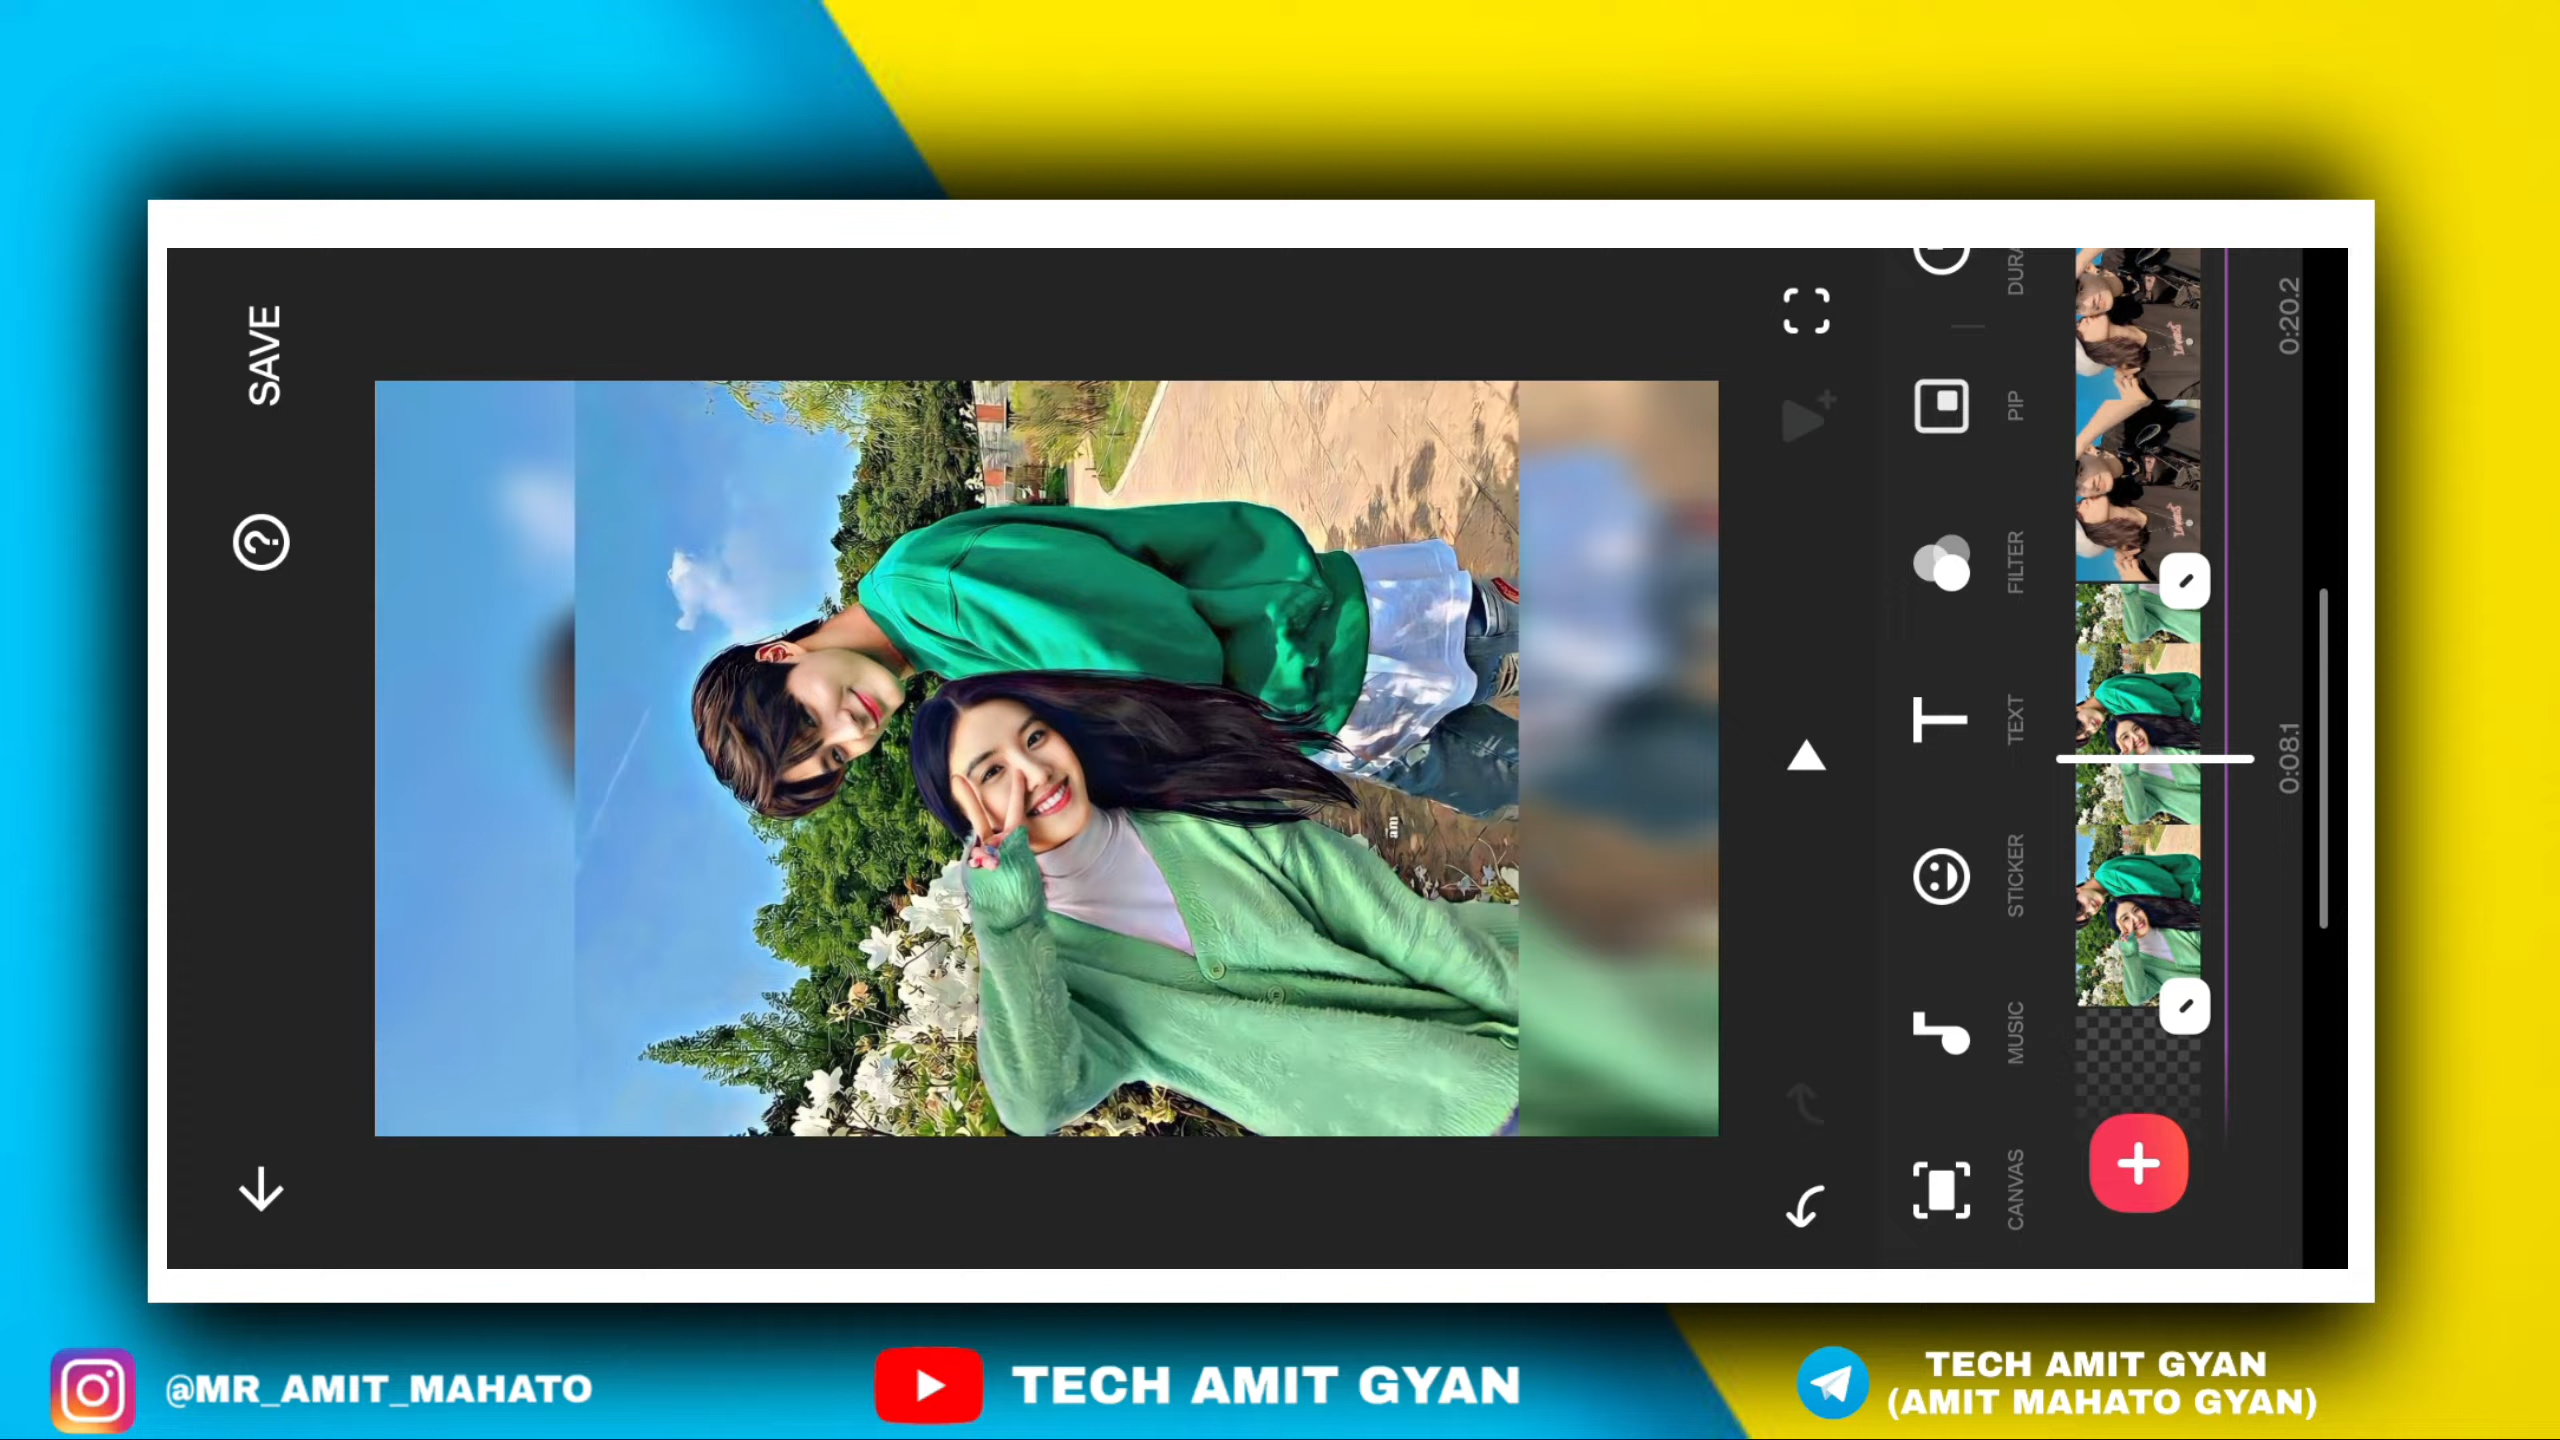 SAVE
DURA
PIP
FILTER
TEXT
STICKER
MUSIC
CANVAS
0:20.2
0:08.1
@MR_AMIT_MAHATO
TECH AMIT GYAN
TECH AMIT GYAN
(AMIT MAHATO GYAN)